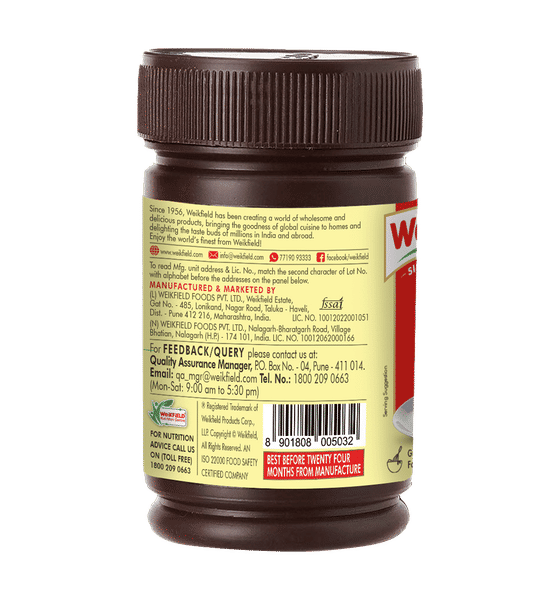 Since 1956, Weikfield has been creating a world of wholesome and
delicious products, bringing the goodness of global cuisine to homes and
delighting the taste buds of millions in India and abroad.
Enjoy the world's finest from Weikfield!
www.weikfield.com info@weikfield.com 77190 93333 facebook/weikfield
To read Mfg. unit address & Lic. No., match the second character of Lot No.
with alphabet before the addresses on the panel below.
MANUFACTURED & MARKETED BY
(L) WEIKFIELD FOODS PVT. LTD., Weikfield Estate,
Gat No. - 485, Lonikand, Nagar Road, Taluka - Haveli,
Dist. - Pune 412 216, Maharashtra, India.
fssai
LIC. NO. 10012022001051
(N) WEIKFIELD FOODS PVT. LTD., Nalagarh-Bharatgarh Road, Village
Bhatian, Nalagarh (H.P.) - 174 101, India. LIC. NO. 10012062000166
For FEEDBACK/QUERY please contact us at:
Quality Assurance Manager, P.O. Box No. - 04, Pune - 411 014.
Email: qa_mgr@weikfield.com Tel. No.: 1800 209 0663
(Mon-Sat: 9:00 am to 5:30 pm)
WEIKFIELD
FOR NUTRITION
ADVICE CALL US
ON (TOLL FREE)
1800 209 0663
® Registered Trademark of
Weikfield Products Corp.,
LLP. Copyright © Weikfield,
All Rights Reserved. AN
ISO 22000 FOOD SAFETY
CERTIFIED COMPANY
8 901808 005032
BEST BEFORE TWENTY FOUR
MONTHS FROM MANUFACTURE
Serving Suggestion